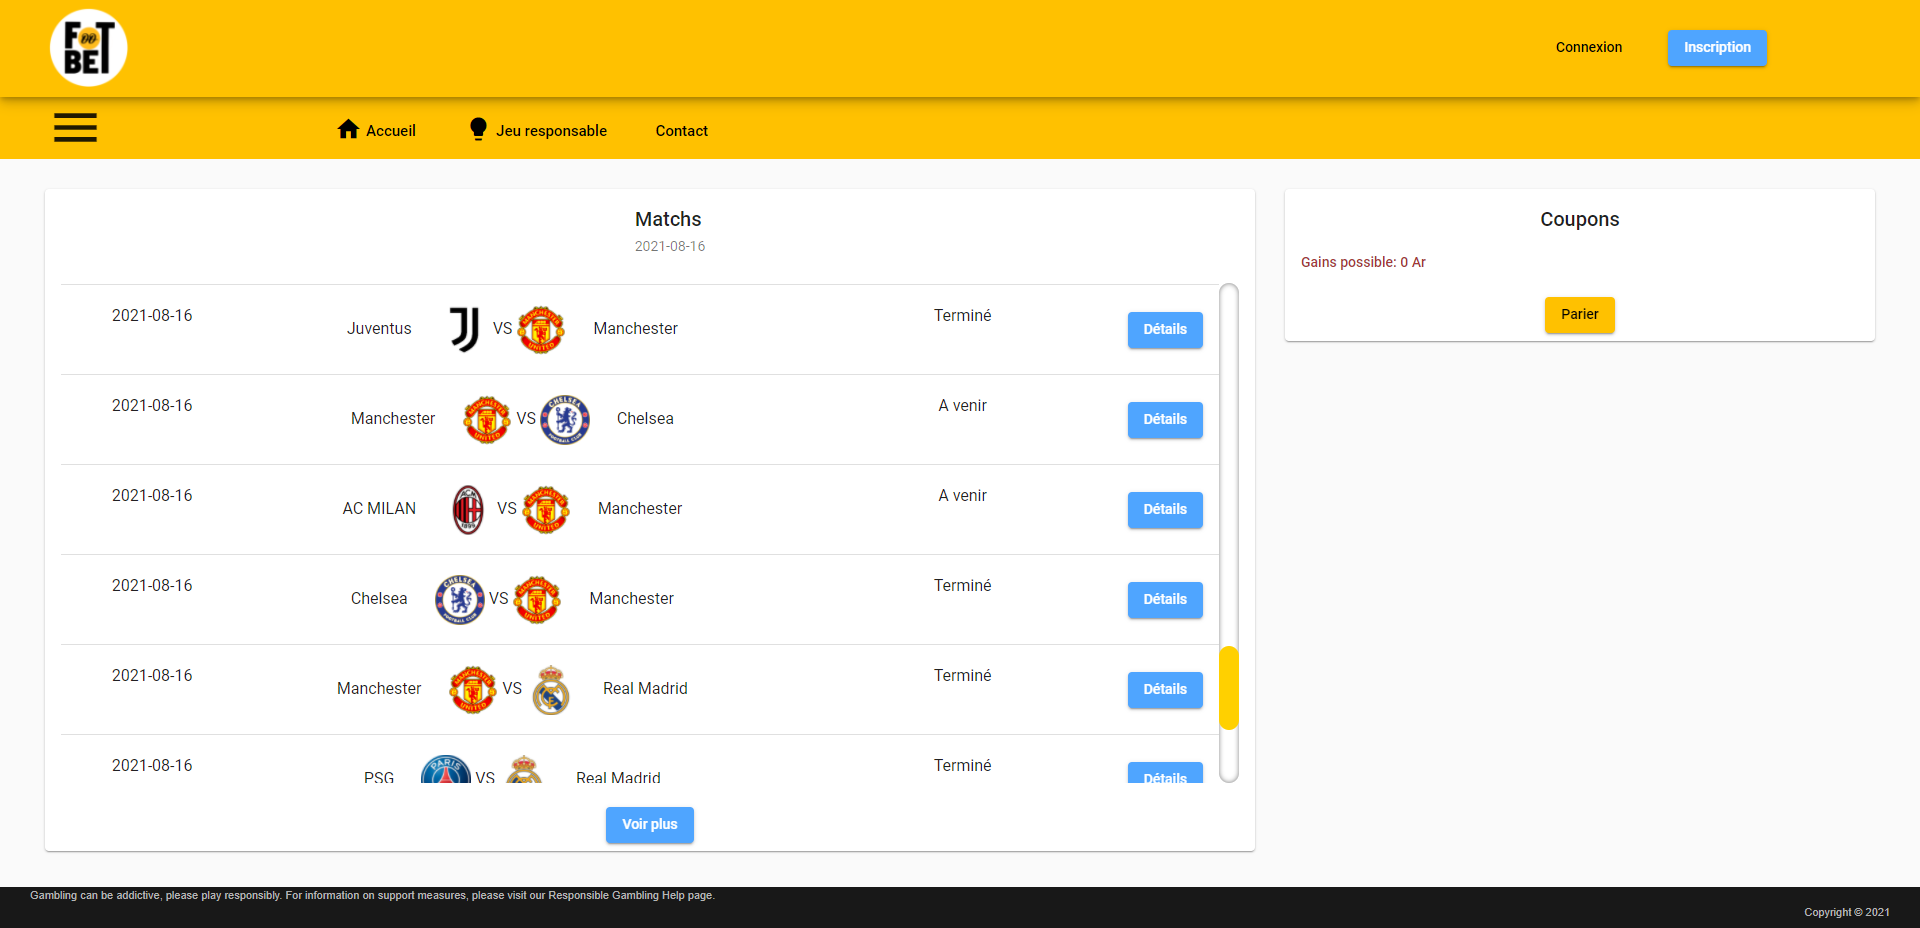 FOOT
BET
Connexion
Inscription
Accueil
Jeu responsable
Contact
Matchs
2021-08-16
2021-08-16 Juventus VS Manchester Terminé Détails
2021-08-16 Manchester VS Chelsea A venir Détails
2021-08-16 AC MILAN VS Manchester A venir Détails
2021-08-16 Chelsea VS Manchester Terminé Détails
2021-08-16 Manchester VS Real Madrid Terminé Détails
2021-08-16 PSG VS Real Madrid Terminé Détails
Voir plus
Coupons
Gains possible: 0 Ar
Parier
Gambling can be addictive, please play responsibly. For information on support measures, please visit our Responsible Gambling Help page.
Copyright © 2021